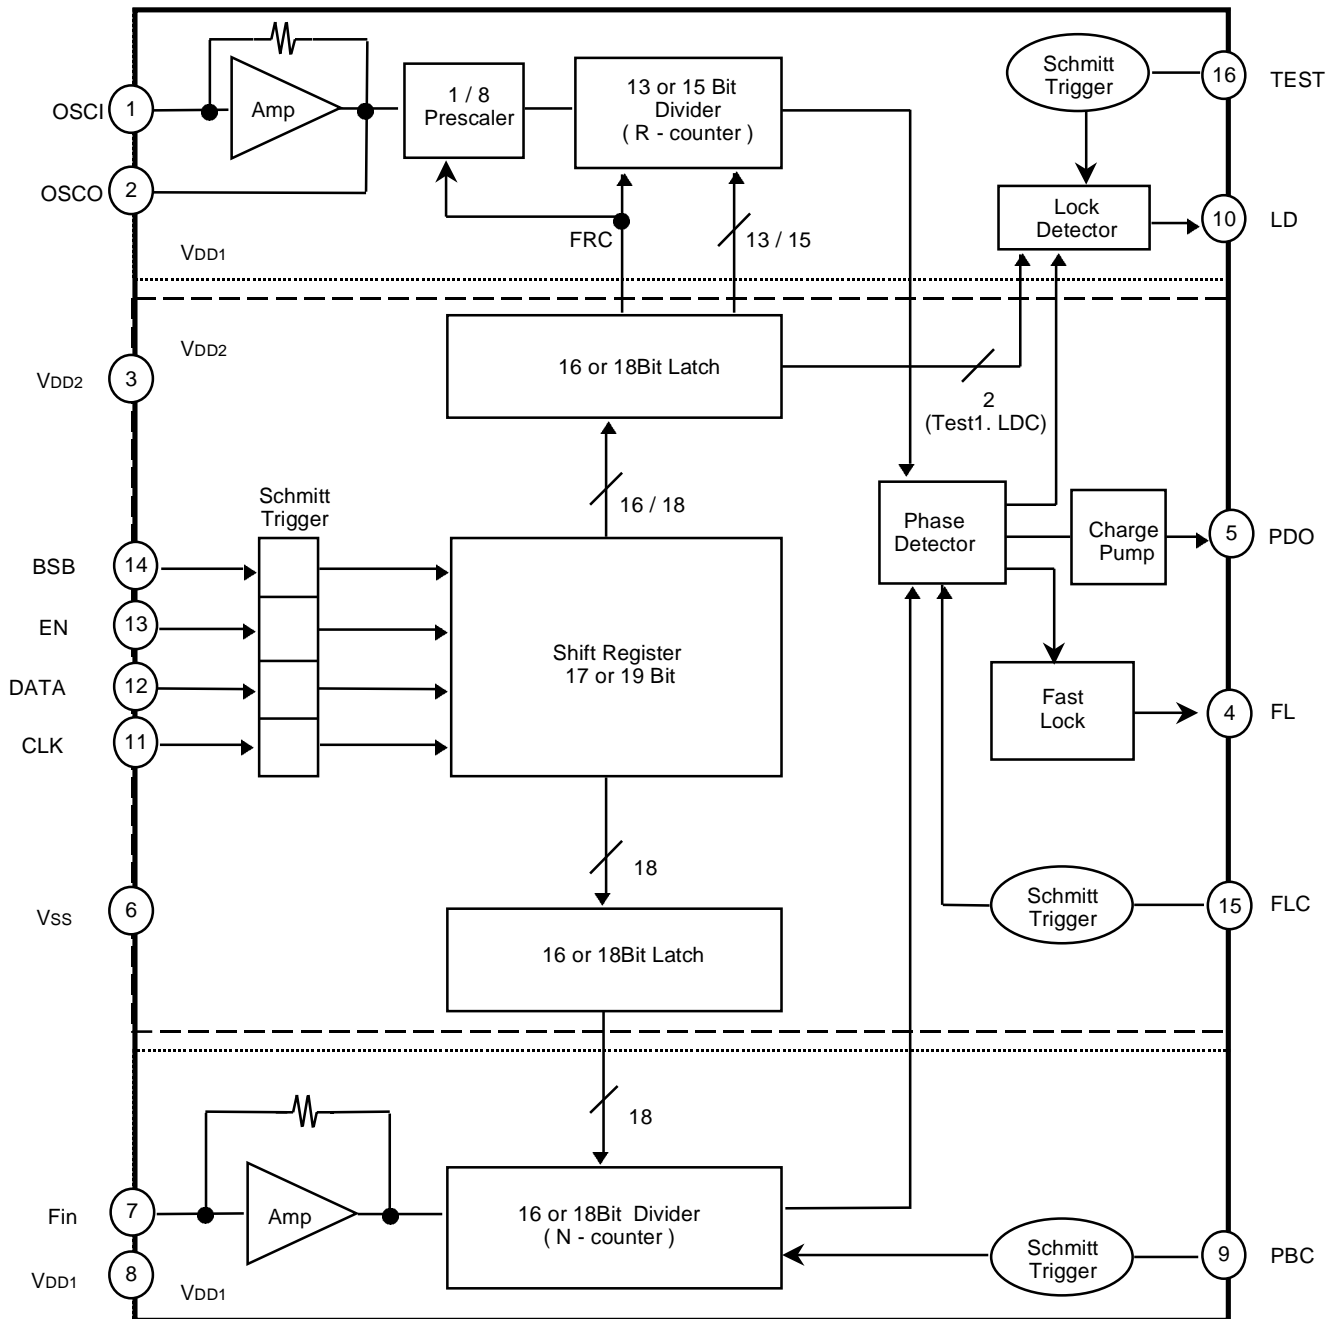 Schmitt
Trigger
16
TEST
OSCI
1
Amp
1 / 8
Prescaler
13 or 15 Bit
Divider
( R - counter )
OSCO
2
Lock
Detector
10
LD
FRC
13 / 15
VDD1
VDD2
3
VDD2
16 or 18Bit Latch
2
(Test1. LDC)
Schmitt
Trigger
16 / 18
Phase
Detector
Charge
Pump
5
PDO
BSB
14
EN
13
DATA
12
CLK
11
Shift Register
17 or 19 Bit
Fast
Lock
4
FL
18
Vss
6
16 or 18Bit Latch
Schmitt
Trigger
15
FLC
18
Fin
7
Amp
16 or 18Bit Divider
( N - counter )
Schmitt
Trigger
9
PBC
VDD1
8
VDD1